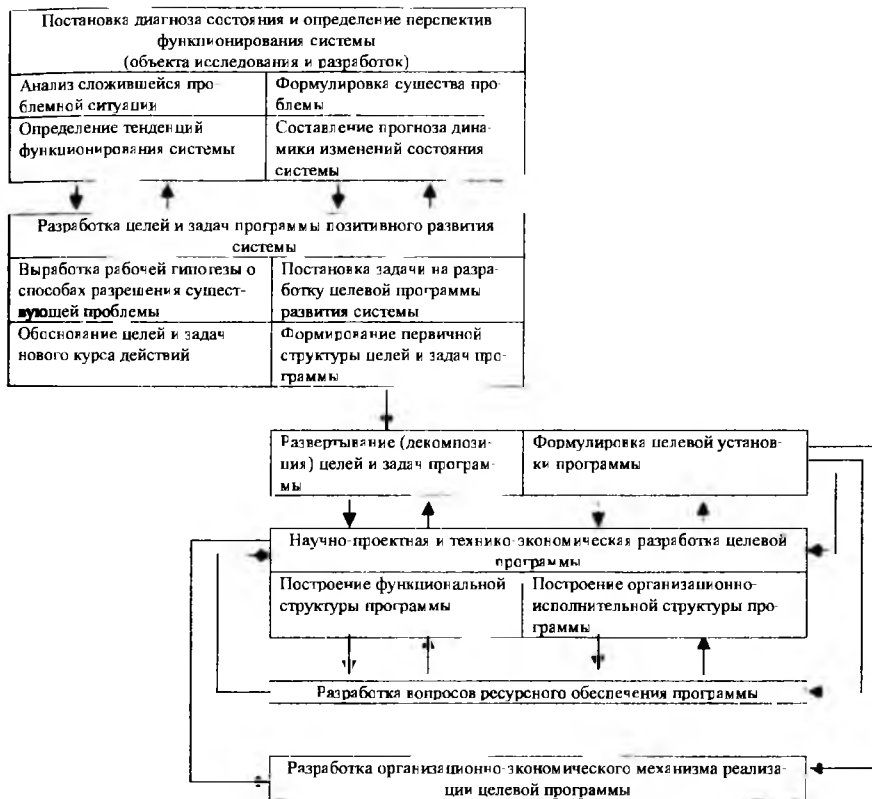 Постановка диагноза состояния и определение перспектив
функционирования системы
(объекта исследования и разработок)
Анализ сложившейся про-
блемной ситуации
Формулировка существа про-
блемы
Определение тенденций
функционирования системы
Составление прогноза дина-
мики изменений состояния
системы
Разработка целей и задач программы позитивного развития
системы
Выработка рабочей гипотезы о
способах разрешения сущест-
вующей проблемы
Постановка задачи на разра-
ботку целевой программы
развития системы
Обоснование целей и задач
нового курса действий
Формирование первичной
структуры целей и задач про-
граммы
Развертывание (декомпози-
ция) целей и задач програм-
мы
Формулировка целевой установ-
ки программы
Научно-проектная и технико-экономическая разработка целевой
программы
Построение функциональной
структуры программы
Построение организационно-
исполнительной структуры про-
граммы
Разработка вопросов ресурсного обеспечения программы
Разработка организационно-экономического механизма реализа-
ции целевой программы